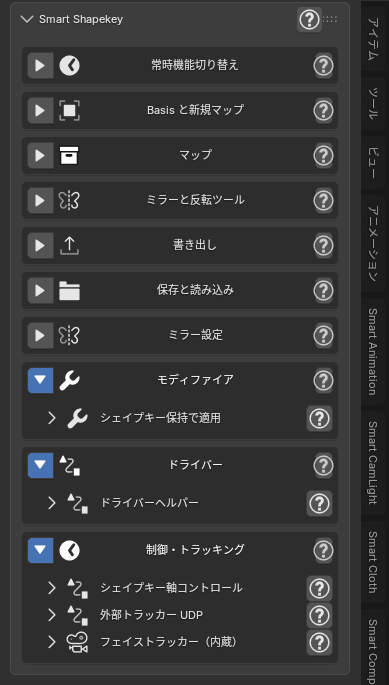 Smart Shapekey
常時機能切り替え
Basis と新規マップ
マップ
ミラーと反転ツール
書き出し
保存と読み込み
ミラー設定
モディファイア
シェイプキー保持で適用
ドライバー
ドライバーヘルパー
制御・トラッキング
シェイプキー軸コントロール
外部トラッカー UDP
フェイストラッカー（内蔵）
アイテム
ツール
ビュー
アニメーション
Smart Animation
Smart CamLight
Smart Cloth
Smart Comp